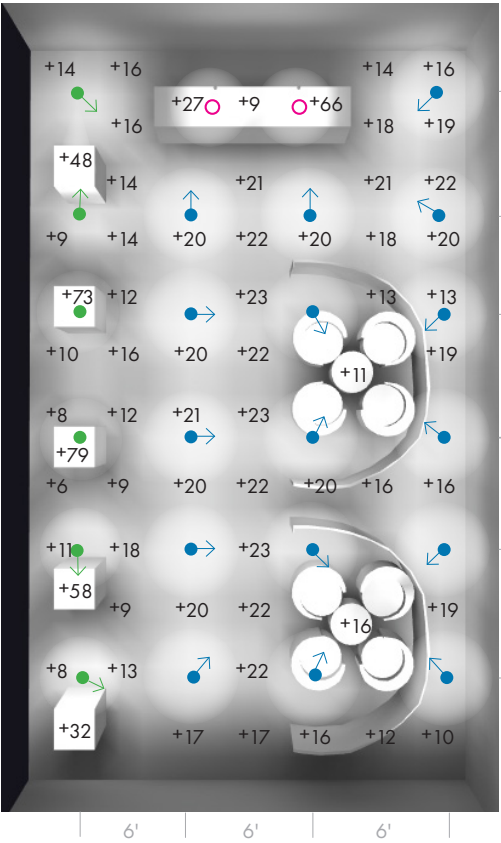 +14 +16 +14 +16
+27 +9 +66
+16 +18 +19
+48
+14 +21 +21 +22
+9 +14 +20 +22 +20 +18 +20
+73 +12 +23 +13 +13
+10 +16 +20 +22 +19
+11
+8 +12 +21 +23
+79
+6 +9 +20 +22 +20 +16 +16
+11 +18 +23
+58
+9 +20 +22 +19
+16
+8 +13 +22
+32
+17 +17 +16 +12 +10
6' 6' 6'